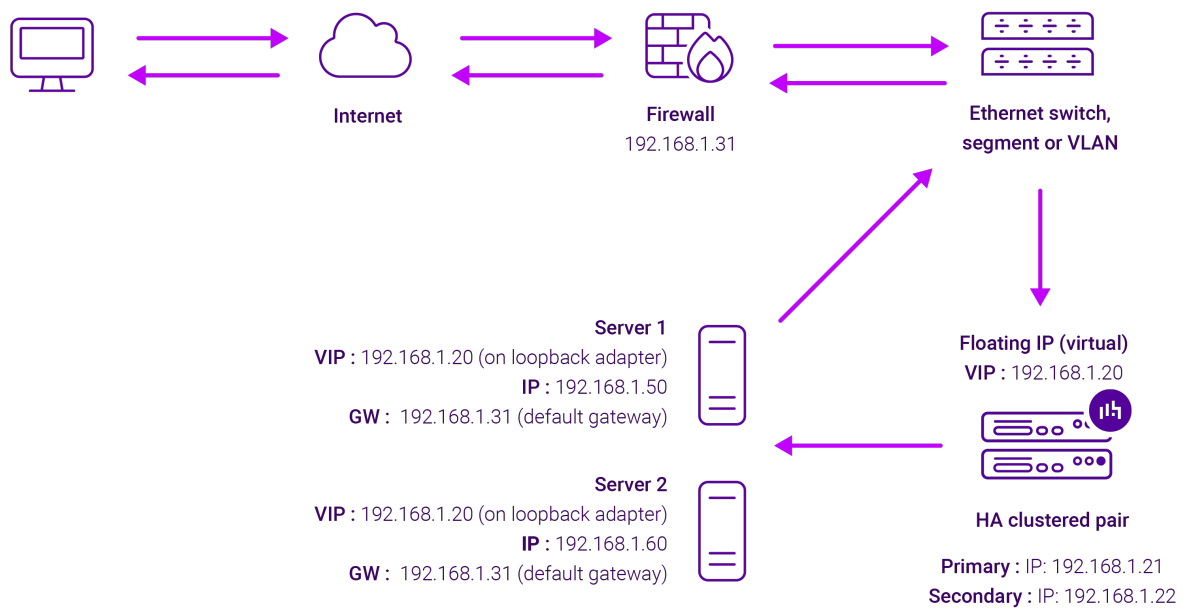 Internet
Firewall
192.168.1.31
Ethernet switch,
segment or VLAN
Server 1
VIP : 192.168.1.20 (on loopback adapter)
IP : 192.168.1.50
GW : 192.168.1.31 (default gateway)
Floating IP (virtual)
VIP : 192.168.1.20
Server 2
VIP : 192.168.1.20 (on loopback adapter)
IP : 192.168.1.60
GW : 192.168.1.31 (default gateway)
HA clustered pair
Primary : IP: 192.168.1.21
Secondary : IP: 192.168.1.22